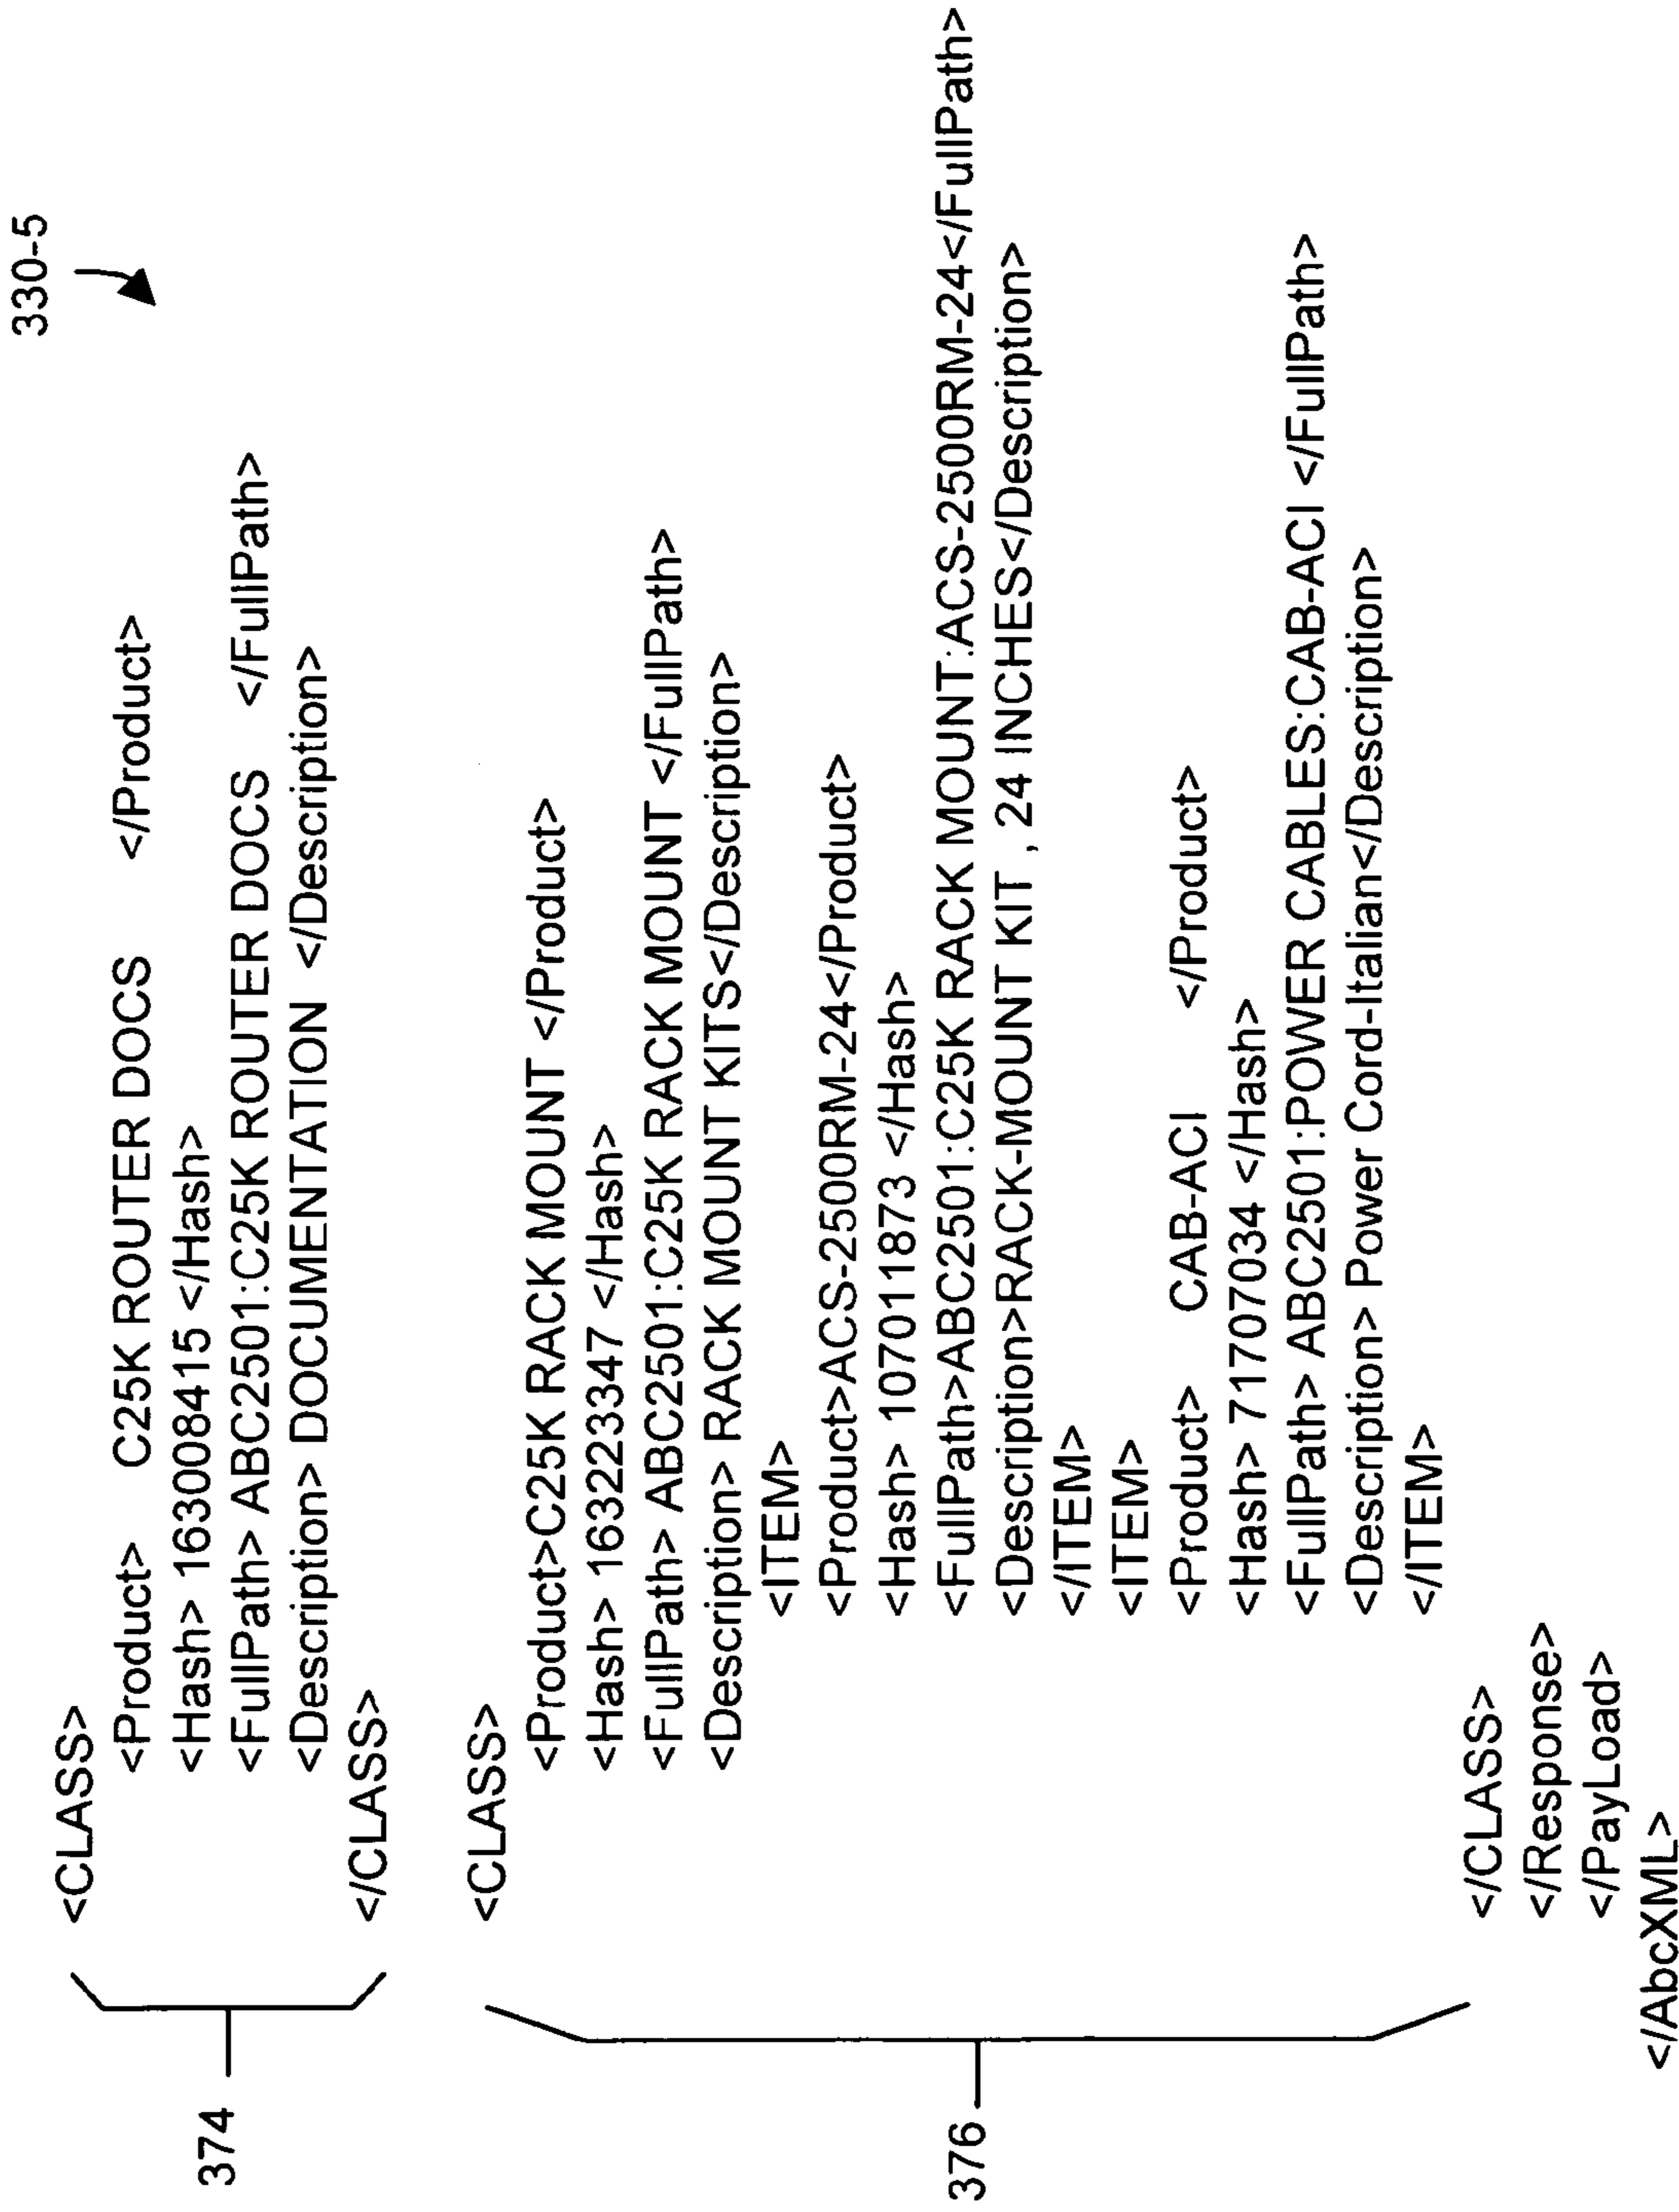 330-5
<CLASS>
<Product> C25K ROUTER DOCS </Product>
<Hash> 163008415 </Hash>
<FullPath> ABC2501:C25K ROUTER DOCS </FullPath>
<Description> DOCUMENTATION </Description>
</CLASS>
374
<CLASS>
<Product>C25K RACK MOUNT </Product>
<Hash> 163223347 </Hash>
<FullPath> ABC2501:C25K RACK MOUNT </FullPath>
<Description> RACK MOUNT KITS</Description>
<ITEM>
<Product>ACS-2500RM-24</Product>
<Hash> 107011873 </Hash>
<FullPath>ABC2501:C25K RACK MOUNT:ACS-2500RM-24</FullPath>
<Description>RACK-MOUNT KIT , 24 INCHES</Description>
</ITEM>
<ITEM>
<Product> CAB-ACI </Product>
<Hash> 71707034 </Hash>
<FullPath> ABC2501:POWER CABLES:CAB-ACI </FullPath>
<Description> Power Cord-Italian</Description>
</ITEM>
376
</CLASS>
</Response>
</PayLoad>
</AbcXML>